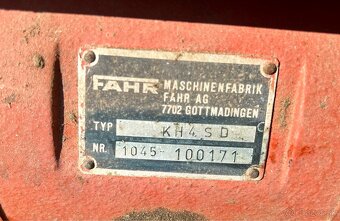 FAHR
MASCHINENFABRIK
FAHR AG
7702 GOTTMADINGEN
TYP KH4SD
NR. 1045-100171